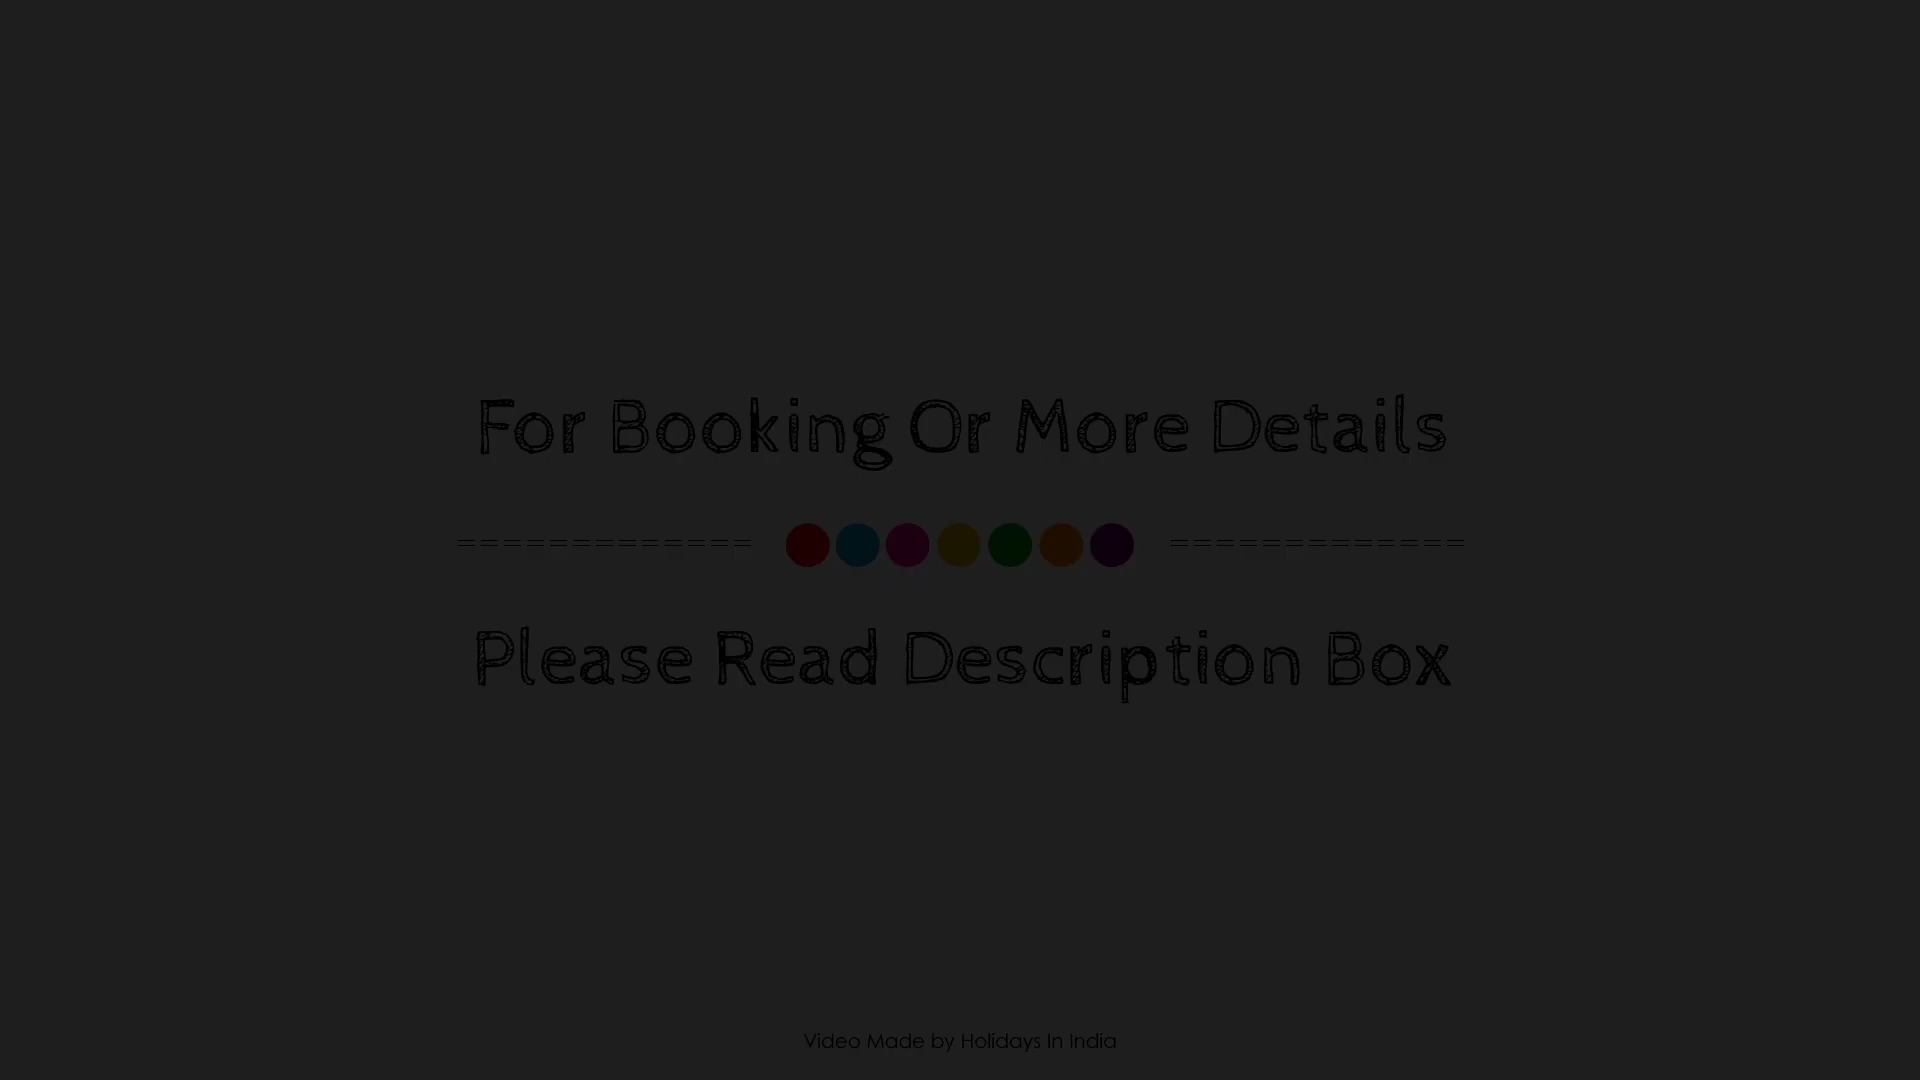 For Booking Or More Details
============= =============
Please Read Description Box
Video Made by Holidays In India